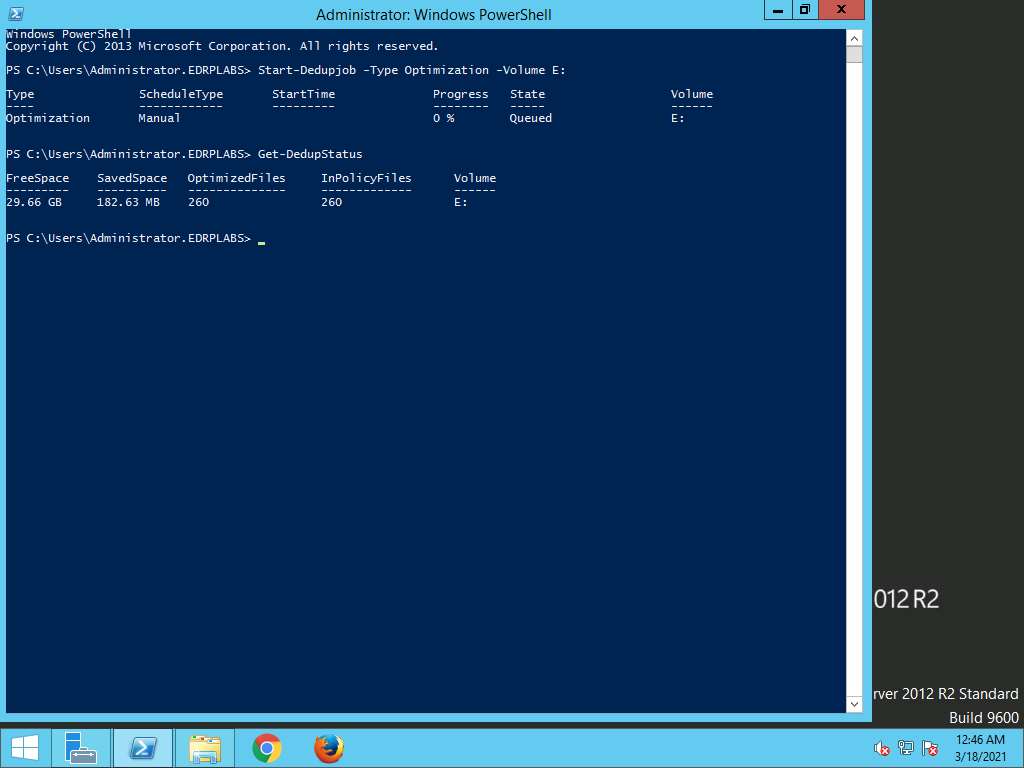 Administrator: Windows PowerShell
Windows PowerShell
Copyright (C) 2013 Microsoft Corporation. All rights reserved.
PS C:\Users\Administrator.EDRPLABS> Start-Dedupjob -Type Optimization -Volume E:
Type ScheduleType StartTime Progress State Volume
---- ------------ --------- -------- ----- ------
Optimization Manual 0 % Queued E:
PS C:\Users\Administrator.EDRPLABS> Get-DedupStatus
FreeSpace SavedSpace OptimizedFiles InPolicyFiles Volume
--------- ---------- -------------- ------------- ------
29.66 GB 182.63 MB 260 260 E:
PS C:\Users\Administrator.EDRPLABS>
012 R2
rver 2012 R2 Standard
Build 9600
12:46 AM
3/18/2021